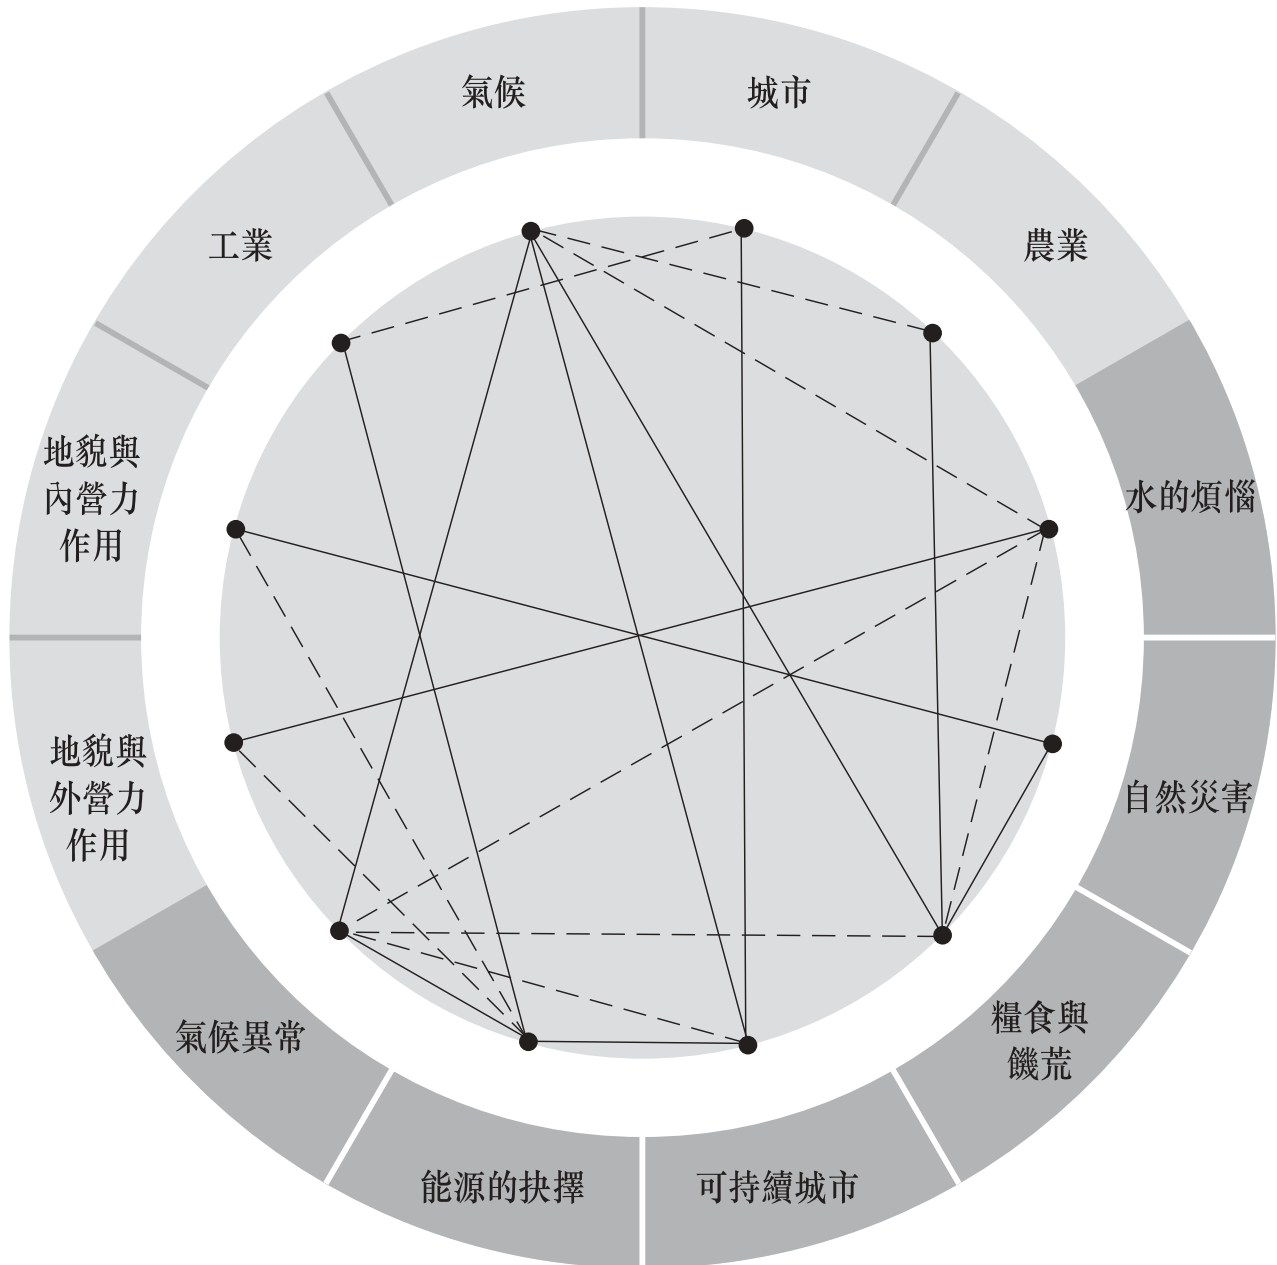 氣候
城市
工業
農業
地貌與
內營力
作用
水的煩惱
地貌與
外營力
作用
自然災害
氣候異常
糧食與
饑荒
能源的抉擇
可持續城市